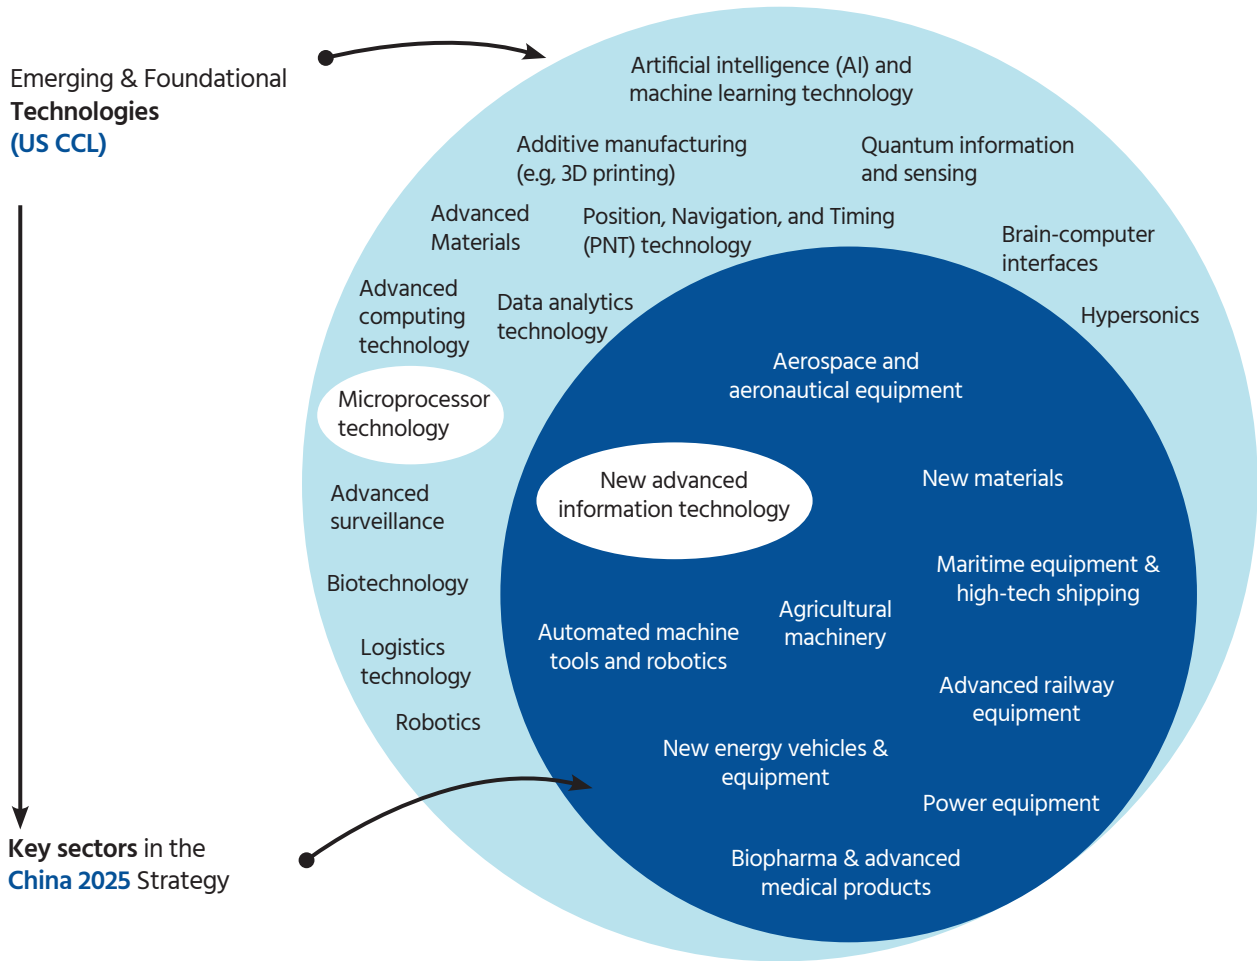 Emerging & Foundational
Technologies
(US CCL)
Key sectors in the
China 2025 Strategy
Artificial intelligence (AI) and
machine learning technology
Additive manufacturing
(e.g, 3D printing)
Quantum information
and sensing
Advanced
Materials
Position, Navigation, and Timing
(PNT) technology
Brain-computer
interfaces
Advanced
computing
technology
Data analytics
technology
Hypersonics
Microprocessor
technology
Advanced
surveillance
Biotechnology
Logistics
technology
Robotics
Aerospace and
aeronautical equipment
New advanced
information technology
New materials
Maritime equipment &
high-tech shipping
Agricultural
machinery
Automated machine
tools and robotics
Advanced railway
equipment
New energy vehicles &
equipment
Power equipment
Biopharma & advanced
medical products